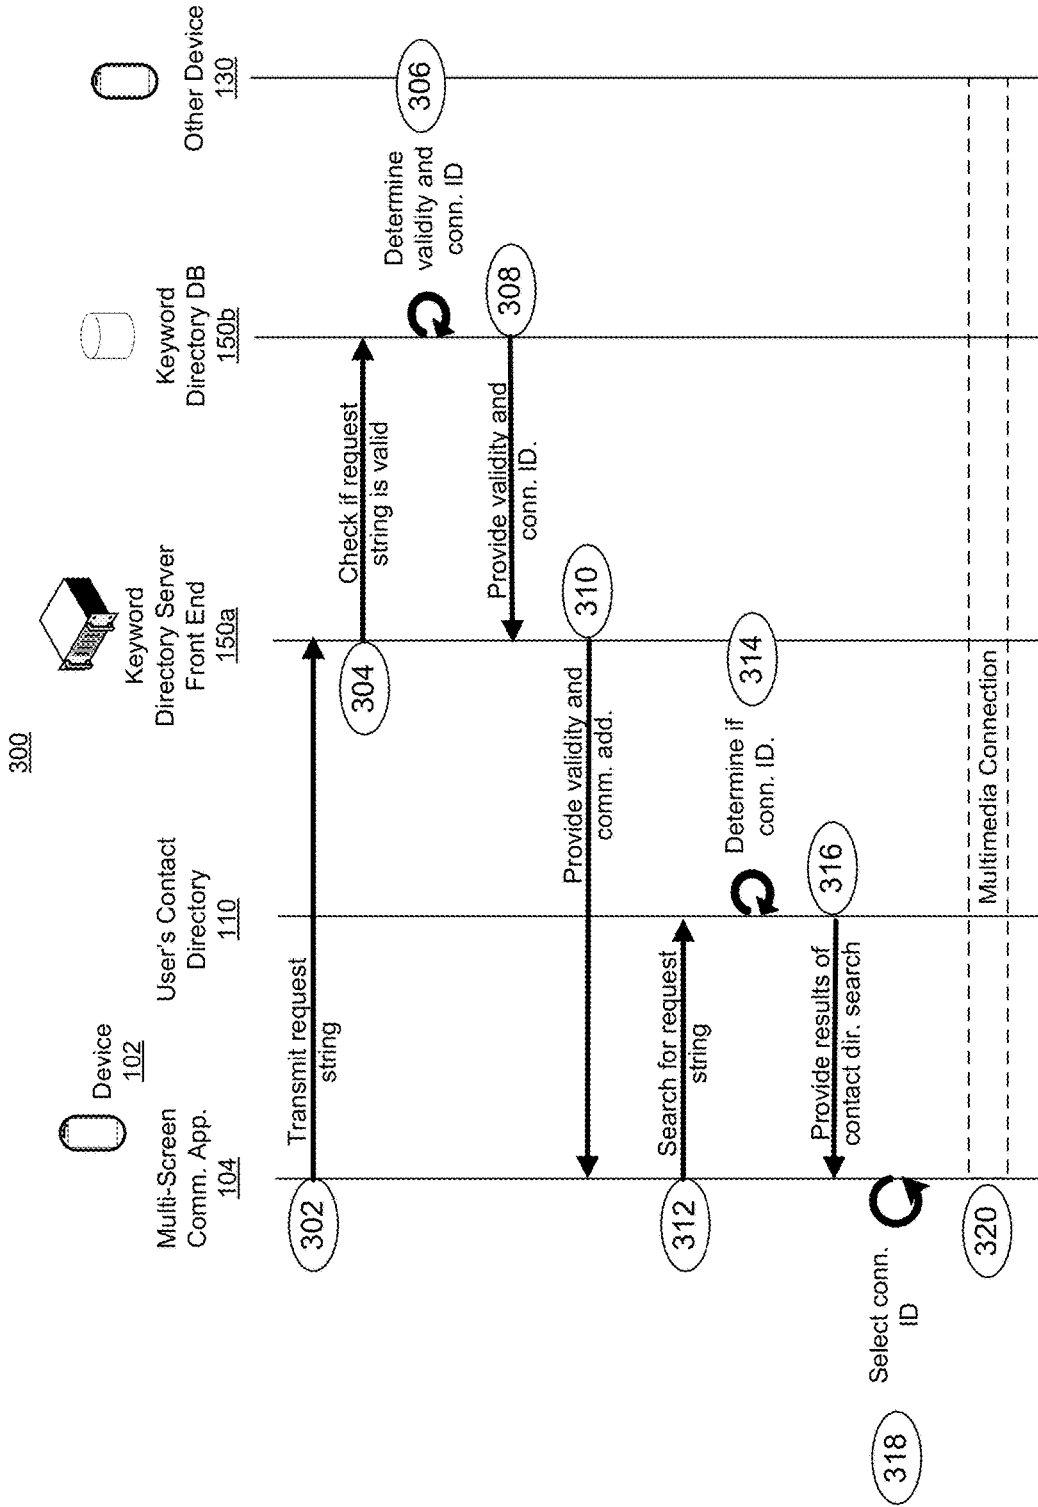 300
Device
102
Multi-Screen
Comm. App.
104
User's Contact
Directory
110
Keyword
Directory Server
Front End
150a
Keyword
Directory DB
150b
Other Device
130
302
Transmit request
string
304
Check if request
string is valid
Determine
validity and
conn. ID
306
308
Provide validity and
conn. ID.
310
Provide validity and
comm. add.
312
Search for request
string
Determine if
conn. ID.
314
316
Provide results of
contact dir. search
318
Select conn.
ID
320
Multimedia Connection